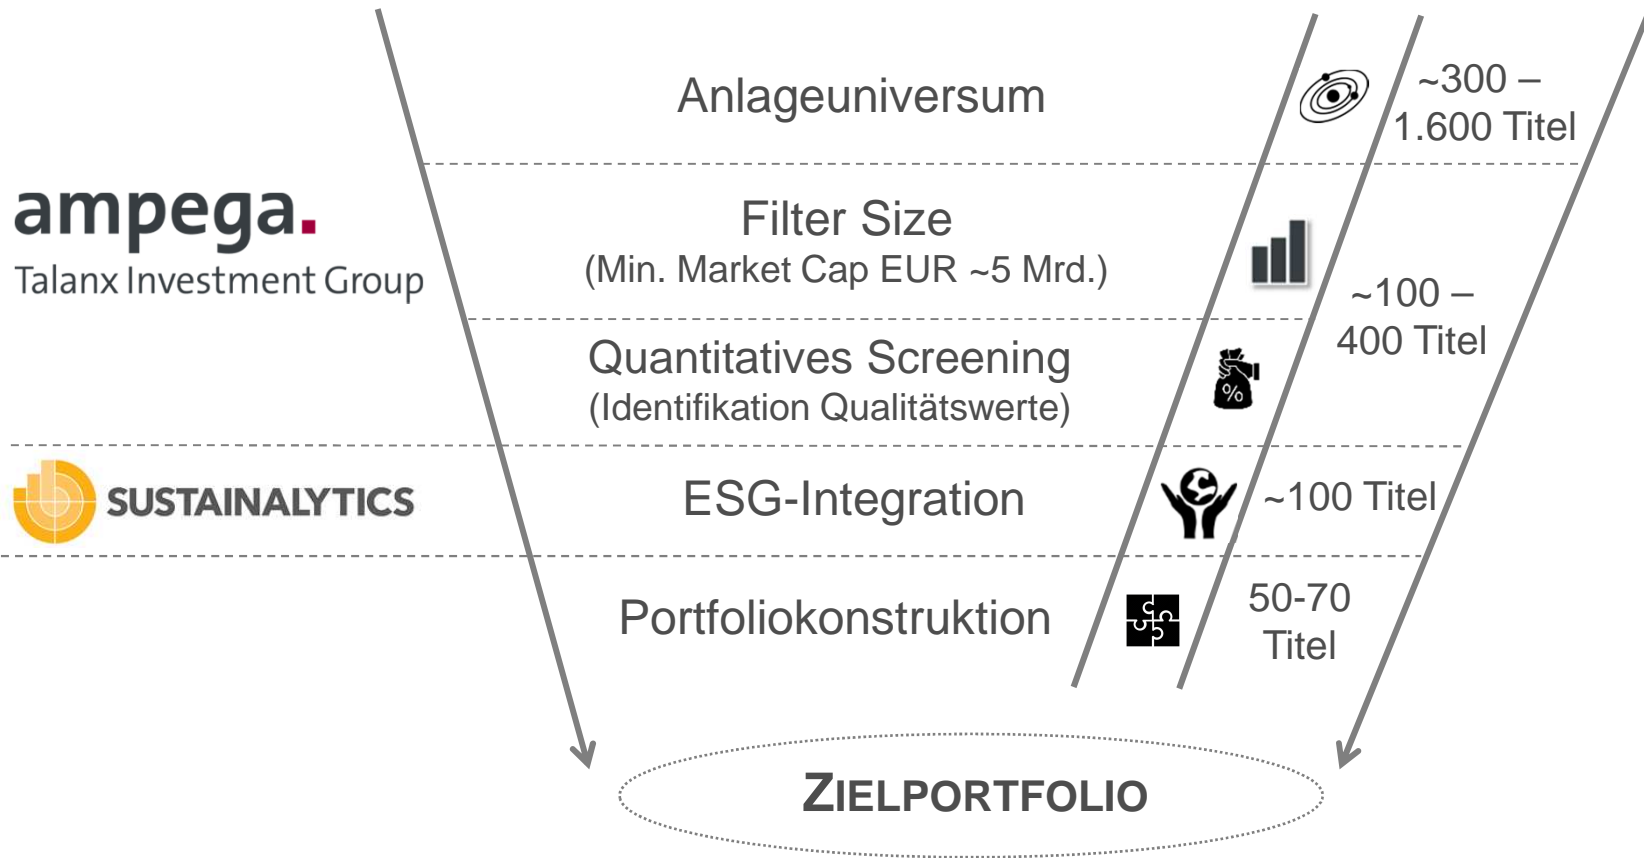 Anlageuniversum
~300 –
1.600 Titel
ampega.
Talanx Investment Group
Filter Size
(Min. Market Cap EUR ~5 Mrd.)
~100 –
400 Titel
Quantitatives Screening
(Identifikation Qualitätswerte)
%
SUSTAINALYTICS
ESG-Integration
~100 Titel
Portfoliokonstruktion
50-70
Titel
ZIELPORTFOLIO